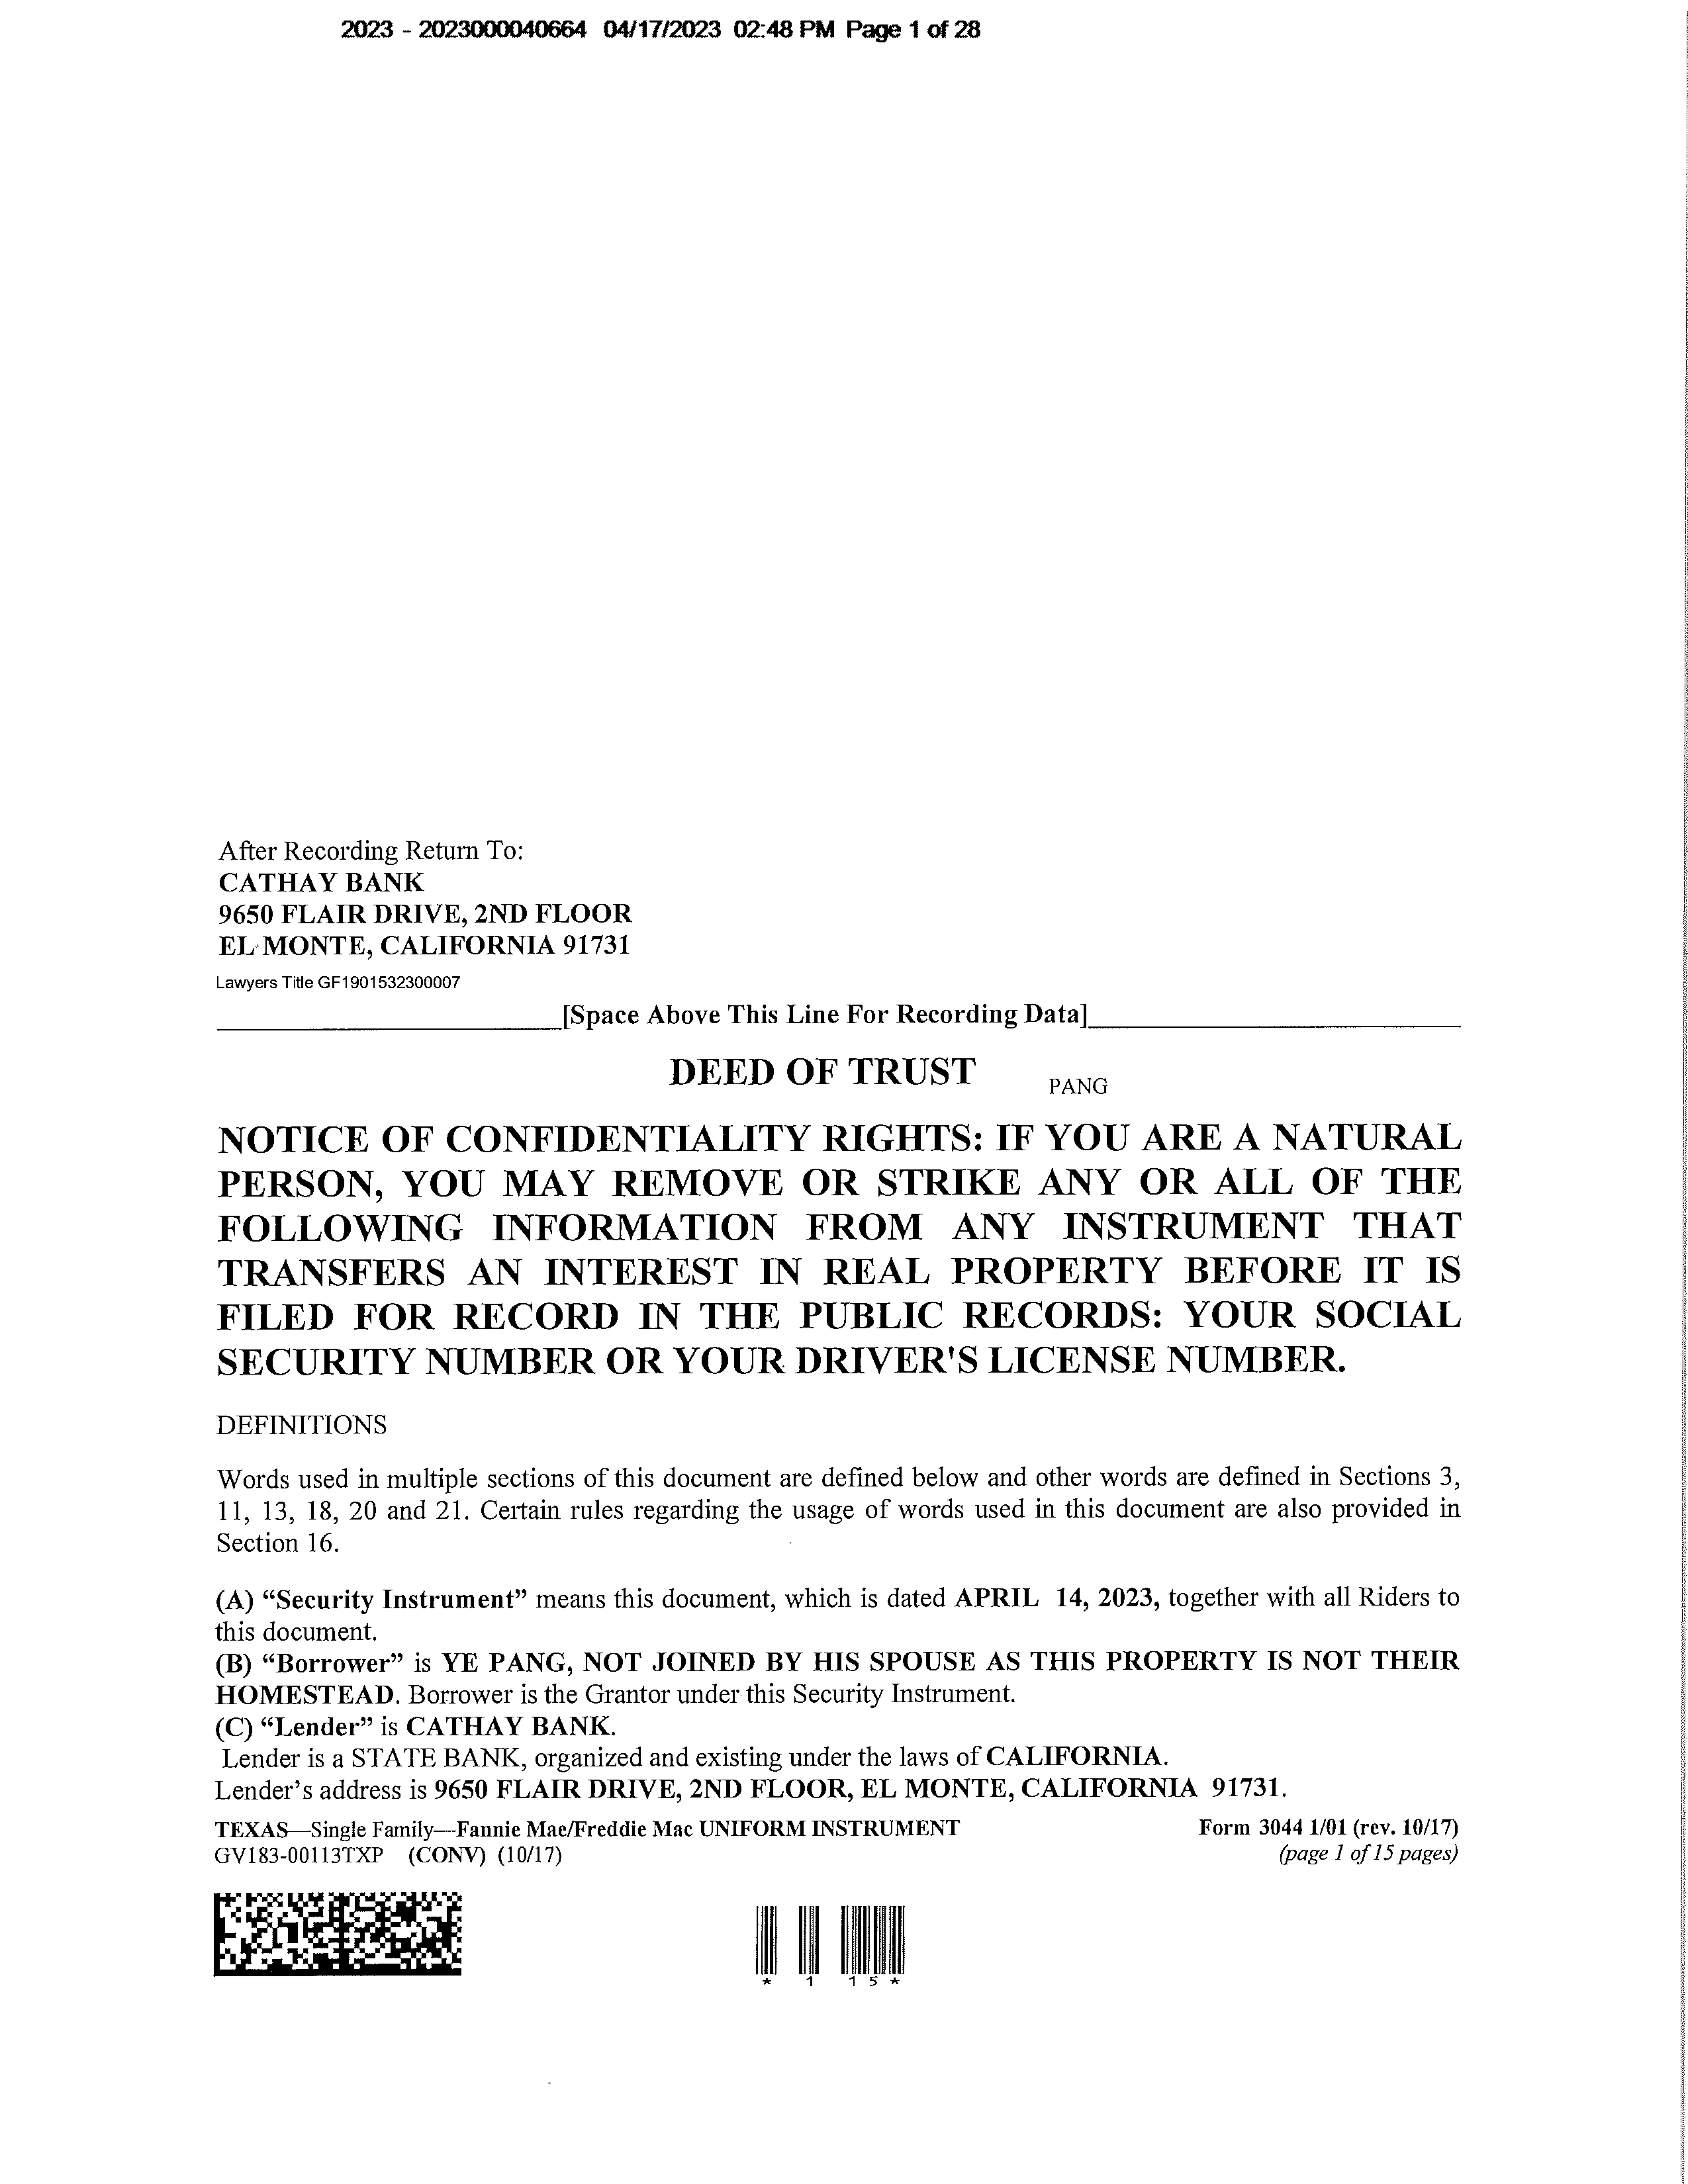 2023 - 2023000040664 04/17/2023 02:48 PM Page 1 of 28
After Recording Return To:
CATHAY BANK
9650 FLAIR DRIVE, 2ND FLOOR
EL MONTE, CALIFORNIA 91731
Lawyers Title GF1901532300007
[Space Above This Line For Recording Data]
DEED OF TRUST
PANG
NOTICE OF CONFIDENTIALITY RIGHTS: IF YOU ARE A NATURAL
PERSON, YOU MAY REMOVE OR STRIKE ANY OR ALL OF THE
FOLLOWING INFORMATION FROM ANY INSTRUMENT THAT
TRANSFERS AN INTEREST IN REAL PROPERTY BEFORE IT IS
FILED FOR RECORD IN THE PUBLIC RECORDS: YOUR SOCIAL
SECURITY NUMBER OR YOUR DRIVER'S LICENSE NUMBER.
DEFINITIONS
Words used in multiple sections of this document are defined below and other words are defined in Sections 3,
11, 13, 18, 20 and 21. Certain rules regarding the usage of words used in this document are also provided in
Section 16.
(A) “Security Instrument” means this document, which is dated APRIL 14, 2023, together with all Riders to
this document.
(B) “Borrower” is YE PANG, NOT JOINED BY HIS SPOUSE AS THIS PROPERTY IS NOT THEIR
HOMESTEAD. Borrower is the Grantor under this Security Instrument.
(C) “Lender” is CATHAY BANK.
Lender is a STATE BANK, organized and existing under the laws of CALIFORNIA.
Lender’s address is 9650 FLAIR DRIVE, 2ND FLOOR, EL MONTE, CALIFORNIA 91731.
TEXAS—Single Family—Fannie Mae/Freddie Mac UNIFORM INSTRUMENT
Form 3044 1/01 (rev. 10/17)
GV183-00113TXP (CONV) (10/17)
(page 1 of 15 pages)
* 1 1 5 *